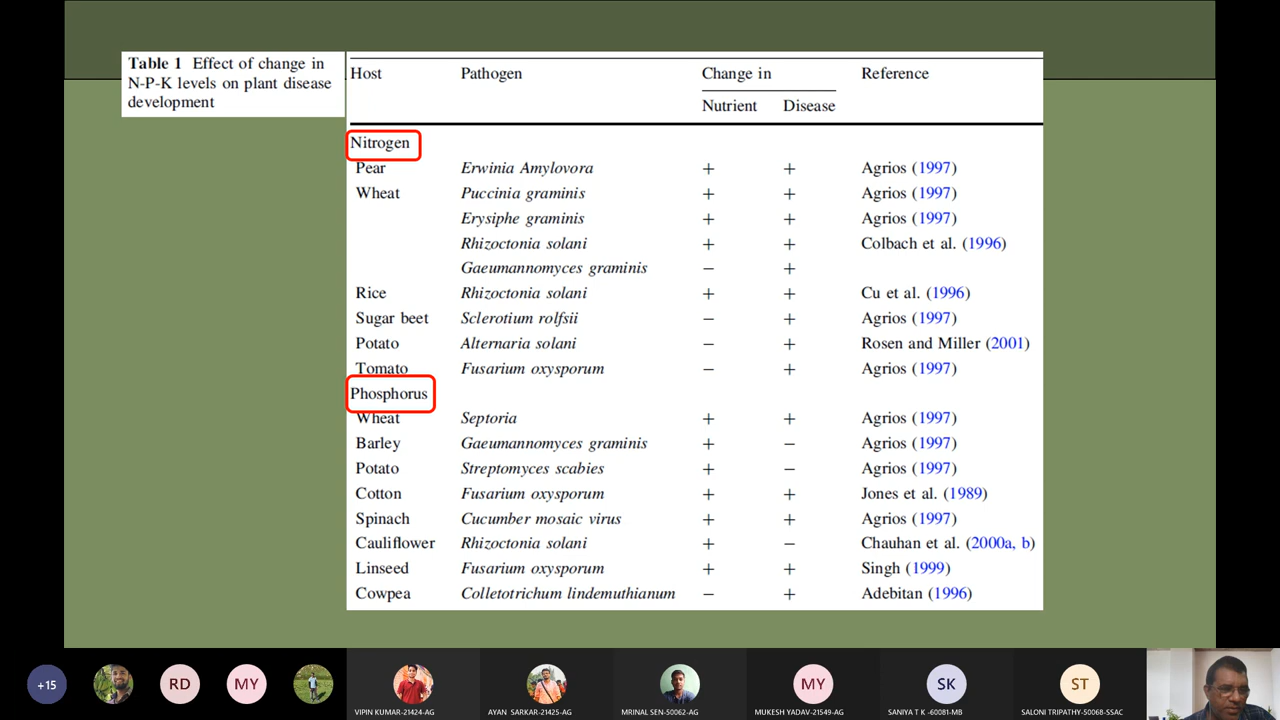 Table 1 Effect of change in
N-P-K levels on plant disease
development
Host Pathogen Change in Reference
Nutrient Disease
Nitrogen
Pear Erwinia Amylovora + + Agrios (1997)
Wheat Puccinia graminis + + Agrios (1997)
Erysiphe graminis + + Agrios (1997)
Rhizoctonia solani + + Colbach et al. (1996)
Gaeumannomyces graminis − +
Rice Rhizoctonia solani + + Cu et al. (1996)
Sugar beet Sclerotium rolfsii − + Agrios (1997)
Potato Alternaria solani − + Rosen and Miller (2001)
Tomato Fusarium oxysporum − + Agrios (1997)
Phosphorus
Wheat Septoria + + Agrios (1997)
Barley Gaeumannomyces graminis + − Agrios (1997)
Potato Streptomyces scabies + − Agrios (1997)
Cotton Fusarium oxysporum + + Jones et al. (1989)
Spinach Cucumber mosaic virus + + Agrios (1997)
Cauliflower Rhizoctonia solani + − Chauhan et al. (2000a, b)
Linseed Fusarium oxysporum + + Singh (1999)
Cowpea Colletotrichum lindemuthianum − + Adebitan (1996)
+15 RD MY MY SK ST
VIPIN KUMAR-21424-AG AYAN SARKAR-21425-AG MRINAL SEN-50062-AG MUKESH YADAV-21549-AG SANIYA T K -60081-MB SALONI TRIPATHY-50068-SSAC